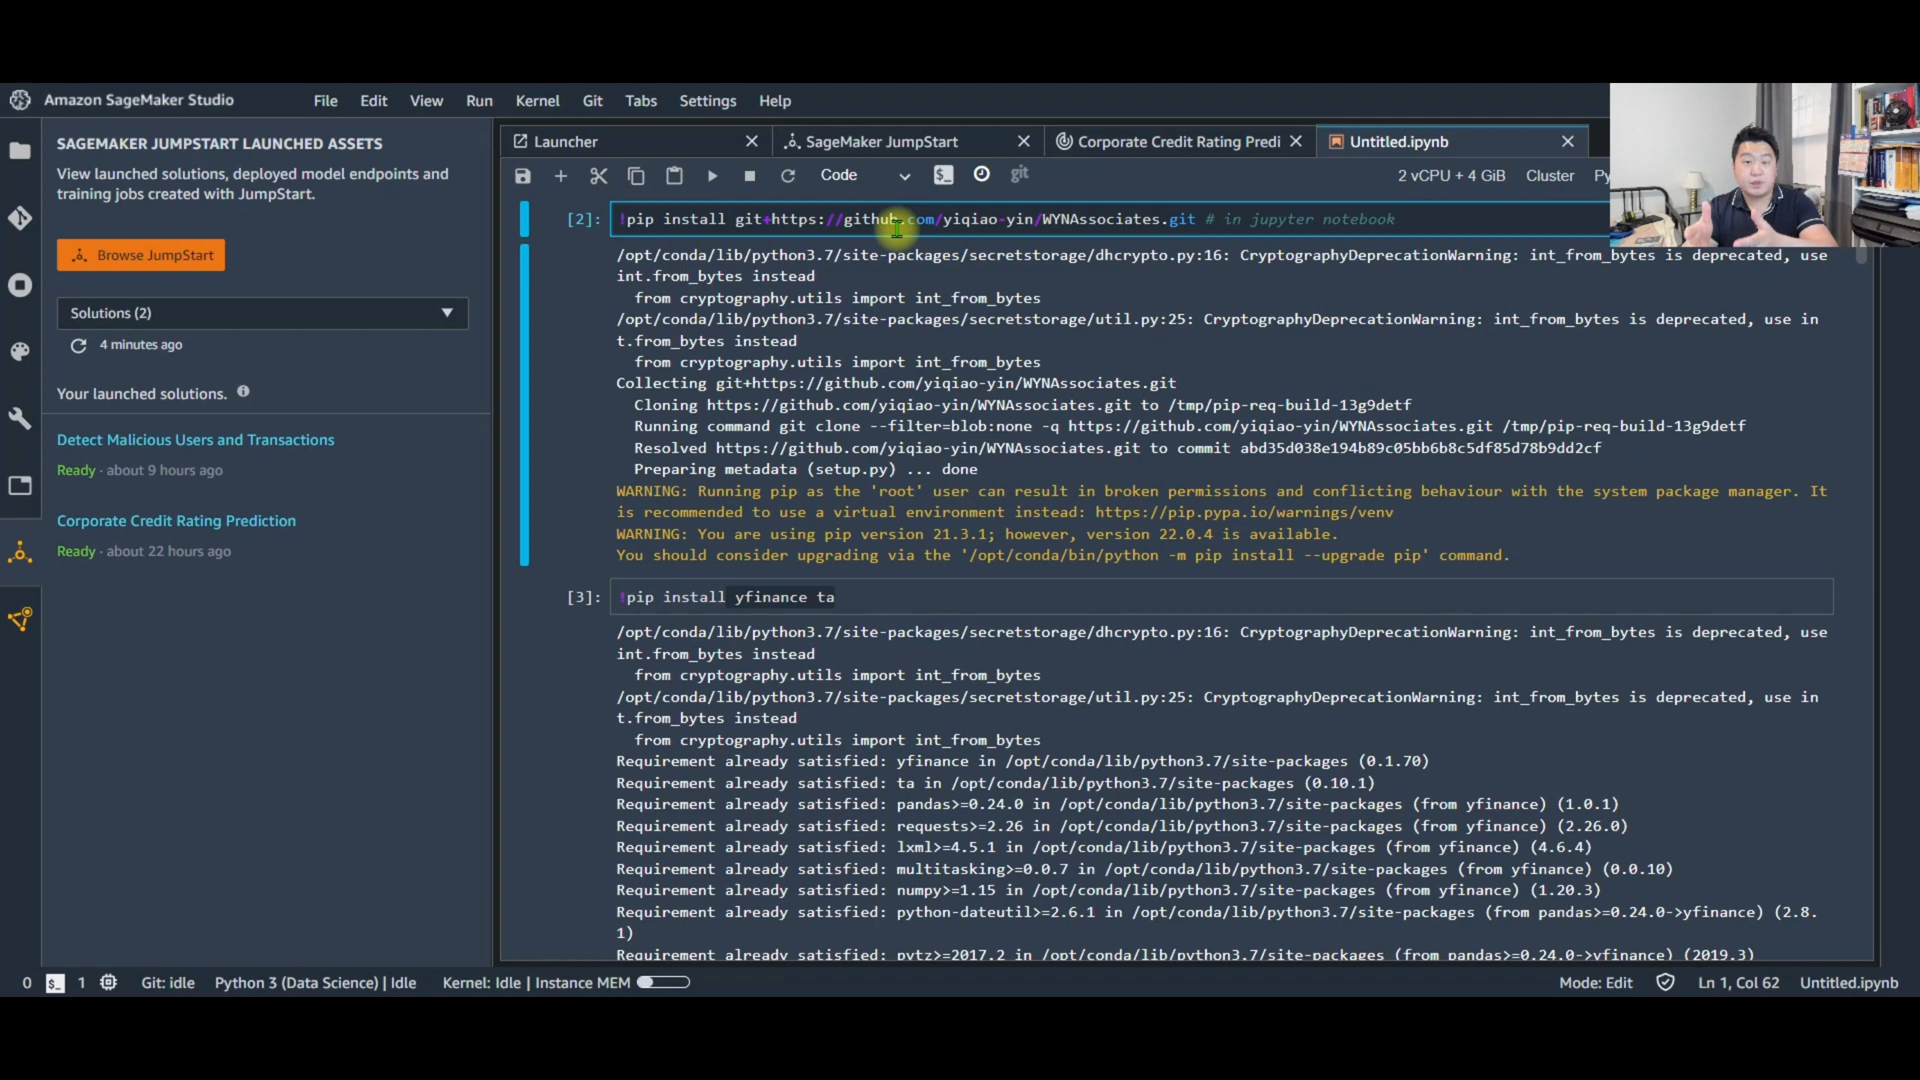 Amazon SageMaker Studio
File Edit View Run Kernel Git Tabs Settings Help
SAGEMAKER JUMPSTART LAUNCHED ASSETS
View launched solutions, deployed model endpoints and
training jobs created with JumpStart.
Browse JumpStart
Solutions (2)
4 minutes ago
Your launched solutions.
Detect Malicious Users and Transactions
Ready · about 9 hours ago
Corporate Credit Rating Prediction
Ready · about 22 hours ago
Launcher
SageMaker JumpStart
Corporate Credit Rating Predi
Untitled.ipynb
Code
git
2 vCPU + 4 GiB Cluster Py
[2]: !pip install git+https://github.com/yiqiao-yin/WYNAssociates.git # in jupyter notebook
/opt/conda/lib/python3.7/site-packages/secretstorage/dhcrypto.py:16: CryptographyDeprecationWarning: int_from_bytes is deprecated, use
int.from_bytes instead
from cryptography.utils import int_from_bytes
/opt/conda/lib/python3.7/site-packages/secretstorage/util.py:25: CryptographyDeprecationWarning: int_from_bytes is deprecated, use in
t.from_bytes instead
from cryptography.utils import int_from_bytes
Collecting git+https://github.com/yiqiao-yin/WYNAssociates.git
Cloning https://github.com/yiqiao-yin/WYNAssociates.git to /tmp/pip-req-build-13g9detf
Running command git clone --filter=blob:none -q https://github.com/yiqiao-yin/WYNAssociates.git /tmp/pip-req-build-13g9detf
Resolved https://github.com/yiqiao-yin/WYNAssociates.git to commit abd35d038e194b89c05bb6b8c5df85d78b9dd2cf
Preparing metadata (setup.py) ... done
WARNING: Running pip as the 'root' user can result in broken permissions and conflicting behaviour with the system package manager. It
is recommended to use a virtual environment instead: https://pip.pypa.io/warnings/venv
WARNING: You are using pip version 21.3.1; however, version 22.0.4 is available.
You should consider upgrading via the '/opt/conda/bin/python -m pip install --upgrade pip' command.
[3]: !pip install yfinance ta
/opt/conda/lib/python3.7/site-packages/secretstorage/dhcrypto.py:16: CryptographyDeprecationWarning: int_from_bytes is deprecated, use
int.from_bytes instead
from cryptography.utils import int_from_bytes
/opt/conda/lib/python3.7/site-packages/secretstorage/util.py:25: CryptographyDeprecationWarning: int_from_bytes is deprecated, use in
t.from_bytes instead
from cryptography.utils import int_from_bytes
Requirement already satisfied: yfinance in /opt/conda/lib/python3.7/site-packages (0.1.70)
Requirement already satisfied: ta in /opt/conda/lib/python3.7/site-packages (0.10.1)
Requirement already satisfied: pandas>=0.24.0 in /opt/conda/lib/python3.7/site-packages (from yfinance) (1.0.1)
Requirement already satisfied: requests>=2.26 in /opt/conda/lib/python3.7/site-packages (from yfinance) (2.26.0)
Requirement already satisfied: lxml>=4.5.1 in /opt/conda/lib/python3.7/site-packages (from yfinance) (4.6.4)
Requirement already satisfied: multitasking>=0.0.7 in /opt/conda/lib/python3.7/site-packages (from yfinance) (0.0.10)
Requirement already satisfied: numpy>=1.15 in /opt/conda/lib/python3.7/site-packages (from yfinance) (1.20.3)
Requirement already satisfied: python-dateutil>=2.6.1 in /opt/conda/lib/python3.7/site-packages (from pandas>=0.24.0->yfinance) (2.8.
1)
Requirement already satisfied: pytz>=2017.2 in /opt/conda/lib/python3.7/site-packages (from pandas>=0.24.0->yfinance) (2019.3)
0 $_ 1 Git: idle Python 3 (Data Science) | Idle Kernel: Idle | Instance MEM Mode: Edit Ln 1, Col 62 Untitled.ipynb